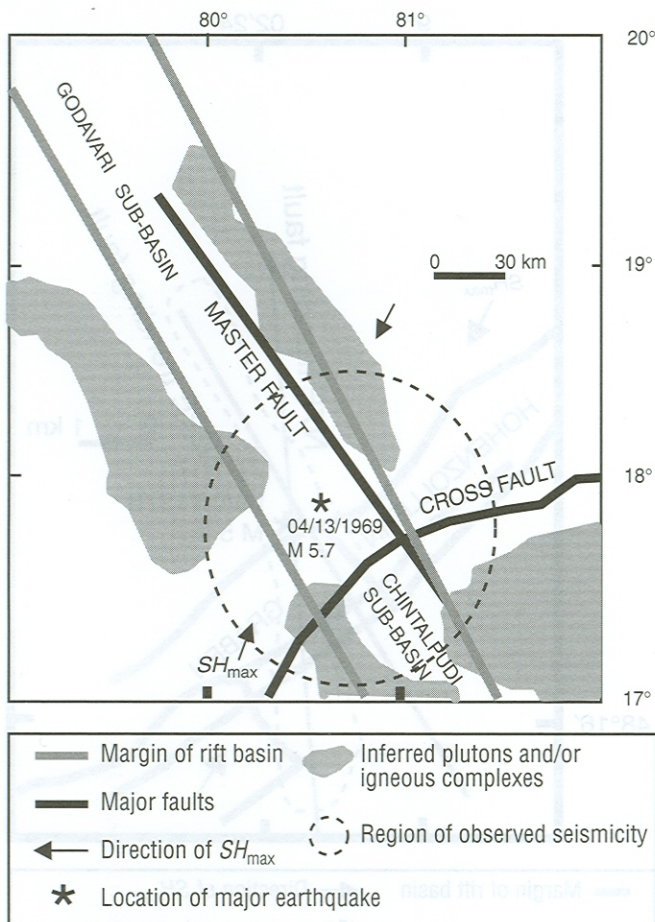 80°
81°
20°
GODAVARI SUB-BASIN
19°
0 30 km
MASTER FAULT
18°
CROSS FAULT
04/13/1969
M 5.7
CHINTALPUDI
SUB-BASIN
SHmax
17°
Margin of rift basin
Inferred plutons and/or
igneous complexes
Major faults
Region of observed seismicity
Direction of SHmax
* Location of major earthquake